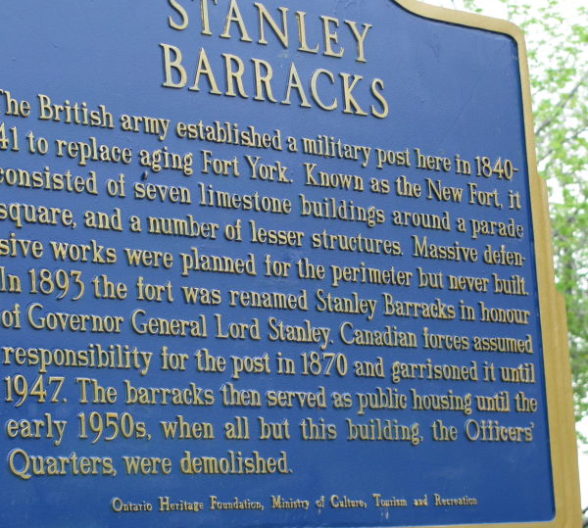 STANLEY
BARRACKS
The British army established a military post here in 1840-
41 to replace aging Fort York. Known as the New Fort, it
consisted of seven limestone buildings around a parade
square, and a number of lesser structures. Massive defen-
sive works were planned for the perimeter but never built.
In 1893 the fort was renamed Stanley Barracks in honour
of Governor General Lord Stanley. Canadian forces assumed
responsibility for the post in 1870 and garrisoned it until
1947. The barracks then served as public housing until the
early 1950s, when all but this building, the Officers'
Quarters, were demolished.
Ontario Heritage Foundation, Ministry of Culture, Tourism and Recreation